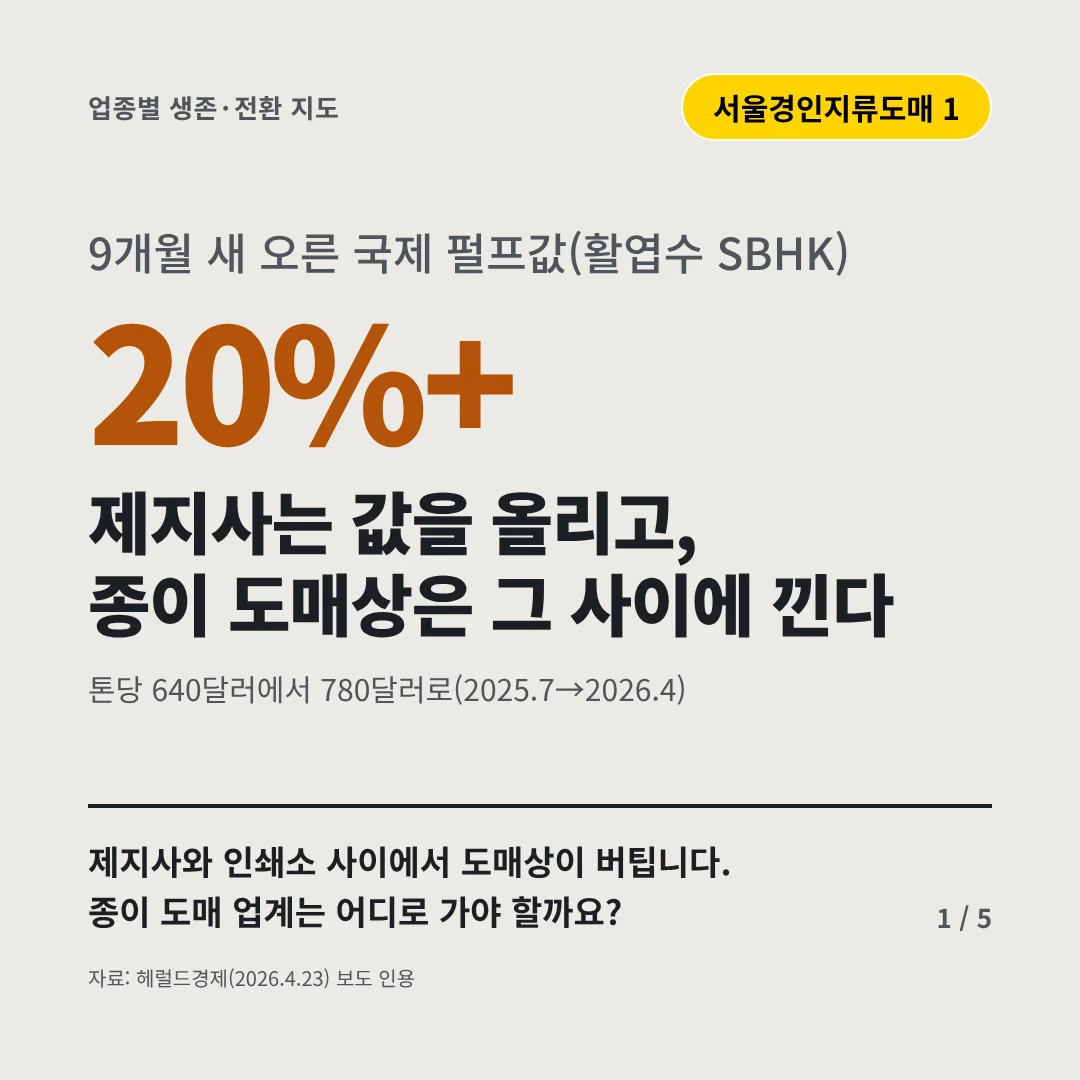 업종별 생존·전환 지도
서울경인지류도매 1
9개월 새 오른 국제 펄프값(활엽수 SBHK)
20%+
제지사는 값을 올리고,
종이 도매상은 그 사이에 낀다
톤당 640달러에서 780달러로(2025.7→2026.4)
제지사와 인쇄소 사이에서 도매상이 버팁니다.
종이 도매 업계는 어디로 가야 할까요?
1 / 5
자료: 헤럴드경제(2026.4.23) 보도 인용